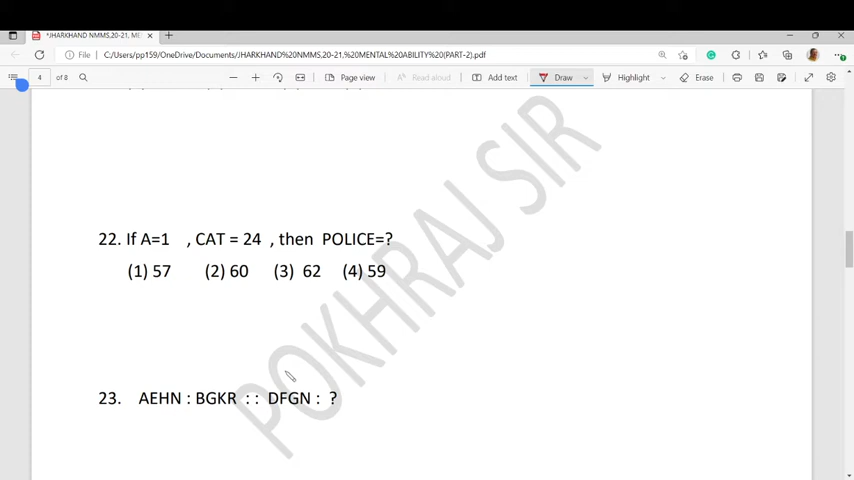 *JHARKHAND NMMS,20-21, MEN
File C:/Users/pp159/OneDrive/Documents/JHARKHAND%20NMMS,20-21,%20MENTAL%20ABILITY%20(PART-2).pdf
4 of 8 Page view Read aloud Add text Draw Highlight Erase
22. If A=1 , CAT = 24 , then POLICE=?
(1) 57 (2) 60 (3) 62 (4) 59
23. AEHN : BGKR : : DFGN : ?
POKHRAJ SIR